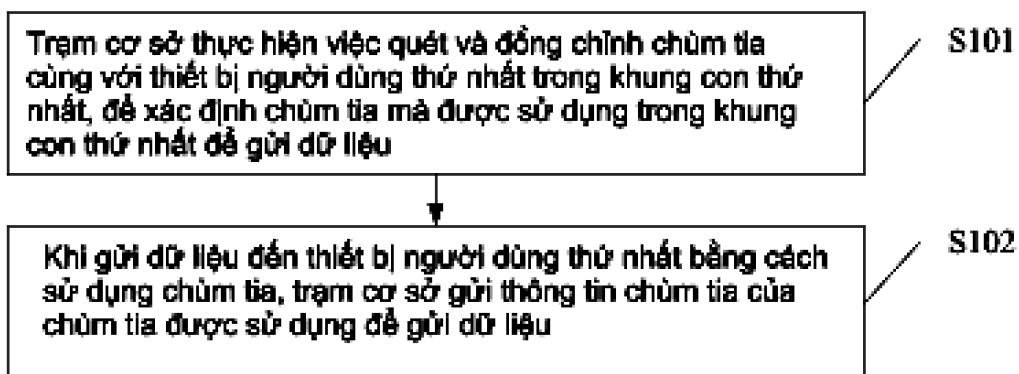 Trạm cơ sở thực hiện việc quét và đồng chỉnh chùm tia
cùng với thiết bị người dùng thứ nhất trong khung con thứ
nhất, để xác định chùm tia mà được sử dụng trong khung
con thứ nhất để gửi dữ liệu
S101
Khi gửi dữ liệu đến thiết bị người dùng thứ nhất bằng cách
sử dụng chùm tia, trạm cơ sở gửi thông tin chùm tia của
chùm tia được sử dụng để gửi dữ liệu
S102